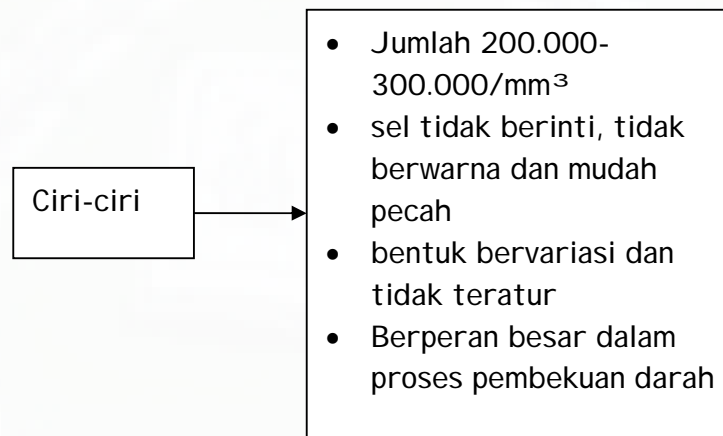 Ciri-ciri
• Jumlah 200.000-
300.000/mm³
• sel tidak berinti, tidak
berwarna dan mudah
pecah
• bentuk bervariasi dan
tidak teratur
• Berperan besar dalam
proses pembekuan darah